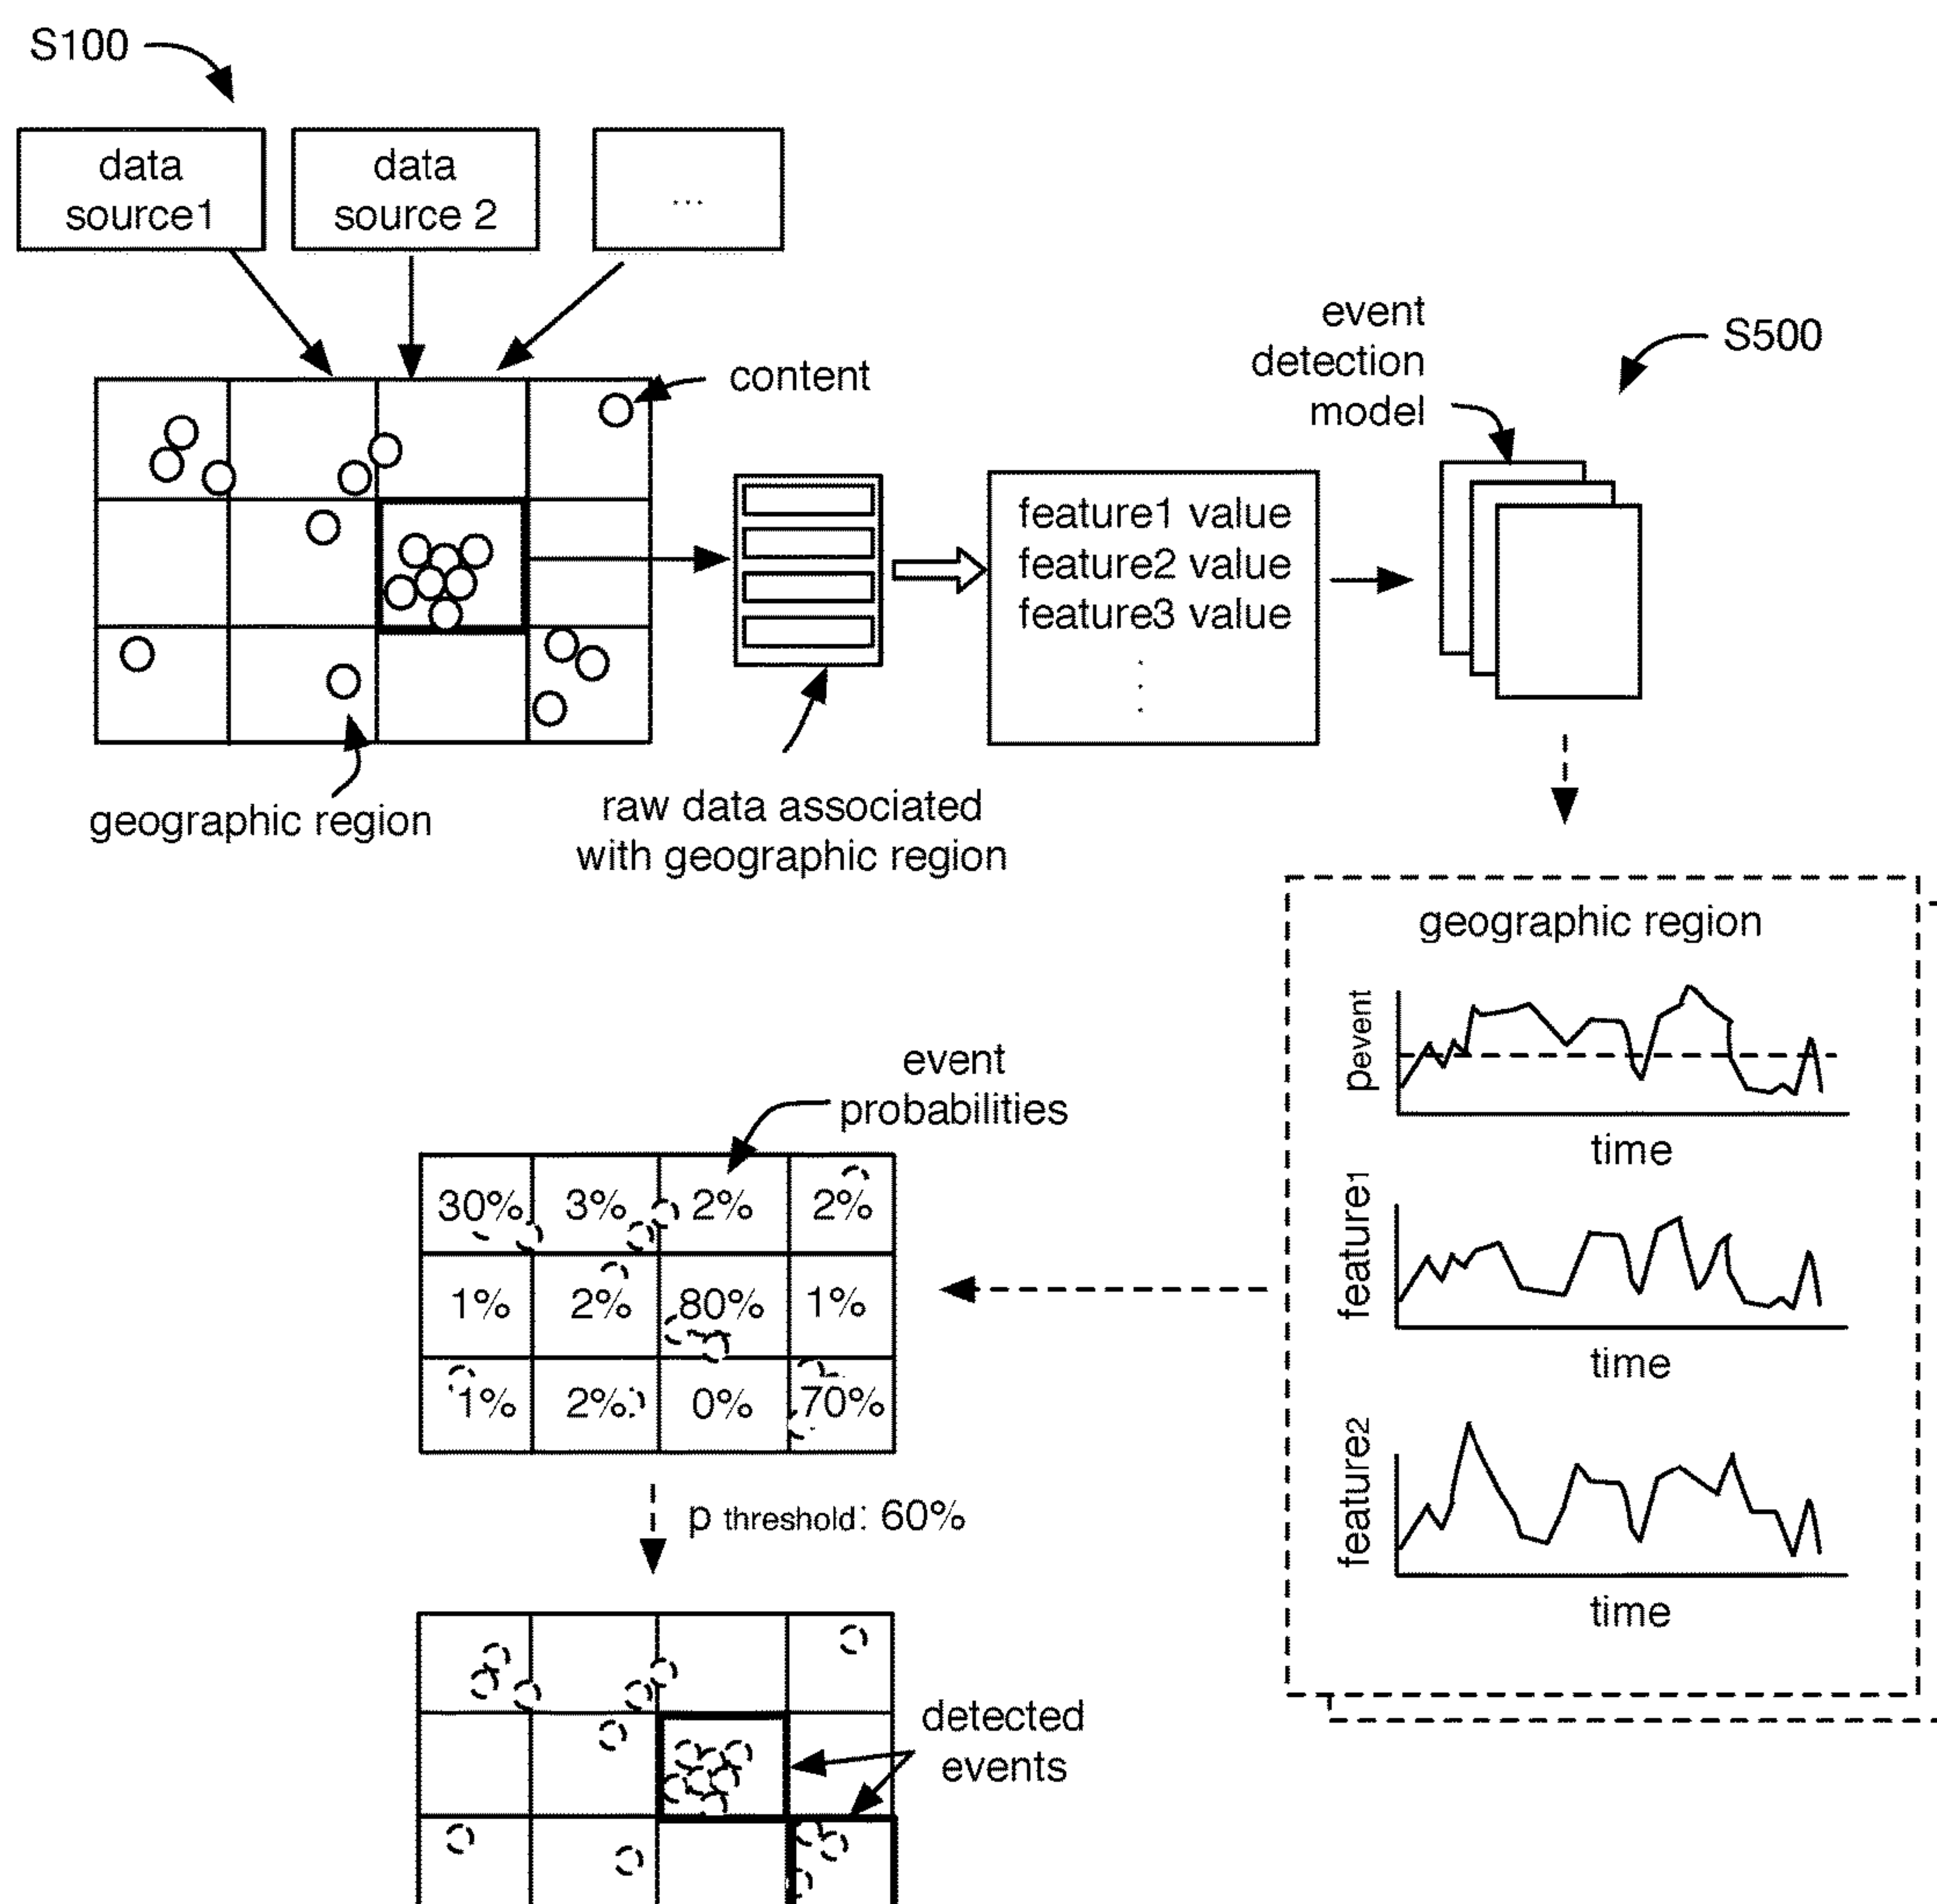 S100
data
source1
data
source 2
...
content
event
detection
model
S500
feature1 value
feature2 value
feature3 value
geographic region
raw data associated
with geographic region
geographic region
pevent
time
feature1
time
feature2
time
event
probabilities
30% 3% 2% 2%
1% 2% 80% 1%
1% 2% 0% 70%
p threshold: 60%
detected
events